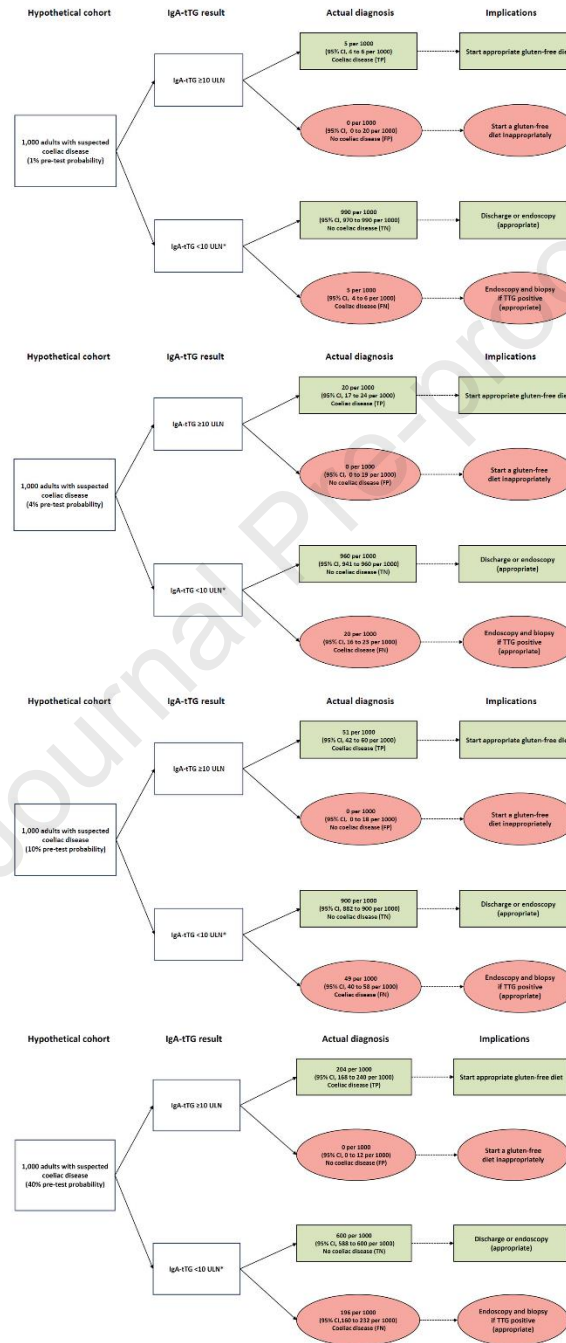 Hypothetical cohort
IgA-tTG result
Actual diagnosis
Implications
1,000 adults with suspected
coeliac disease
(1% pre-test probability)
IgA-tTG ≥10 ULN
5 per 1000
(95% CI, 4 to 6 per 1000)
Coeliac disease (TP)
Start appropriate gluten-free diet
0 per 1000
(95% CI, 0 to 20 per 1000)
No coeliac disease (FP)
Start a gluten-free
diet inappropriately
IgA-tTG <10 ULN*
990 per 1000
(95% CI, 970 to 990 per 1000)
No coeliac disease (TN)
Discharge or endoscopy
(appropriate)
per 1000
(95% CI, 4 to 6 per 1000)
Coeliac disease (FN)
Endoscopy and biopsy
if TTG positive
(appropriate)
Hypothetical cohort
IgA-tTG result
Actual diagnosis
Implications
1,000 adults with suspected
coeliac disease
(4% pre-test probability)
IgA-tTG ≥10 ULN
20 per 1000
(95% CI, 17 to 24 per 1000)
Coeliac disease (TP)
Start appropriate gluten-free diet
0 per 1000
(95% CI, 0 to 19 per 1000)
No coeliac disease (FP)
Start a gluten-free
diet inappropriately
IgA-tTG <10 ULN*
960 per 1000
(95% CI, 941 to 960 per 1000)
No coeliac disease (TN)
Discharge or endoscopy
(appropriate)
per 1000
(95% CI, 16 to 23 per 1000)
Coeliac disease (FN)
Endoscopy and biopsy
if TTG positive
(appropriate)
Hypothetical cohort
IgA-tTG result
Actual diagnosis
Implications
1,000 adults with suspected
coeliac disease
(10% pre-test probability)
IgA-tTG ≥10 ULN
51 per 1000
(95% CI, 42 to 60 per 1000)
Coeliac disease (TP)
Start appropriate gluten-free diet
0 per 1000
(95% CI, 0 to 18 per 1000)
No coeliac disease (FP)
Start a gluten-free
diet inappropriately
IgA-tTG <10 ULN*
900 per 1000
(95% CI, 882 to 900 per 1000)
No coeliac disease (TN)
Discharge or endoscopy
(appropriate)
49 per 1000
(95% CI, 40 to 58 per 1000)
Coeliac disease (FN)
Endoscopy and biopsy
if TTG positive
(appropriate)
Hypothetical cohort
IgA-tTG result
Actual diagnosis
Implications
1,000 adults with suspected
coeliac disease
(40% pre-test probability)
IgA-tTG ≥10 ULN
204 per 1000
(95% CI, 168 to 240 per 1000)
Coeliac disease (TP)
Start appropriate gluten-free diet
0 per 1000
(95% CI, 0 to 12 per 1000)
No coeliac disease (FP)
Start a gluten-free
diet inappropriately
IgA-tTG <10 ULN*
600 per 1000
(95% CI, 588 to 600 per 1000)
No coeliac disease (TN)
Discharge or endoscopy
(appropriate)
196 per 1000
(95% CI,160 to 232 per 1000)
Coeliac disease (FN)
Endoscopy and biopsy
if TTG positive
(appropriate)
Journal Pre-proo